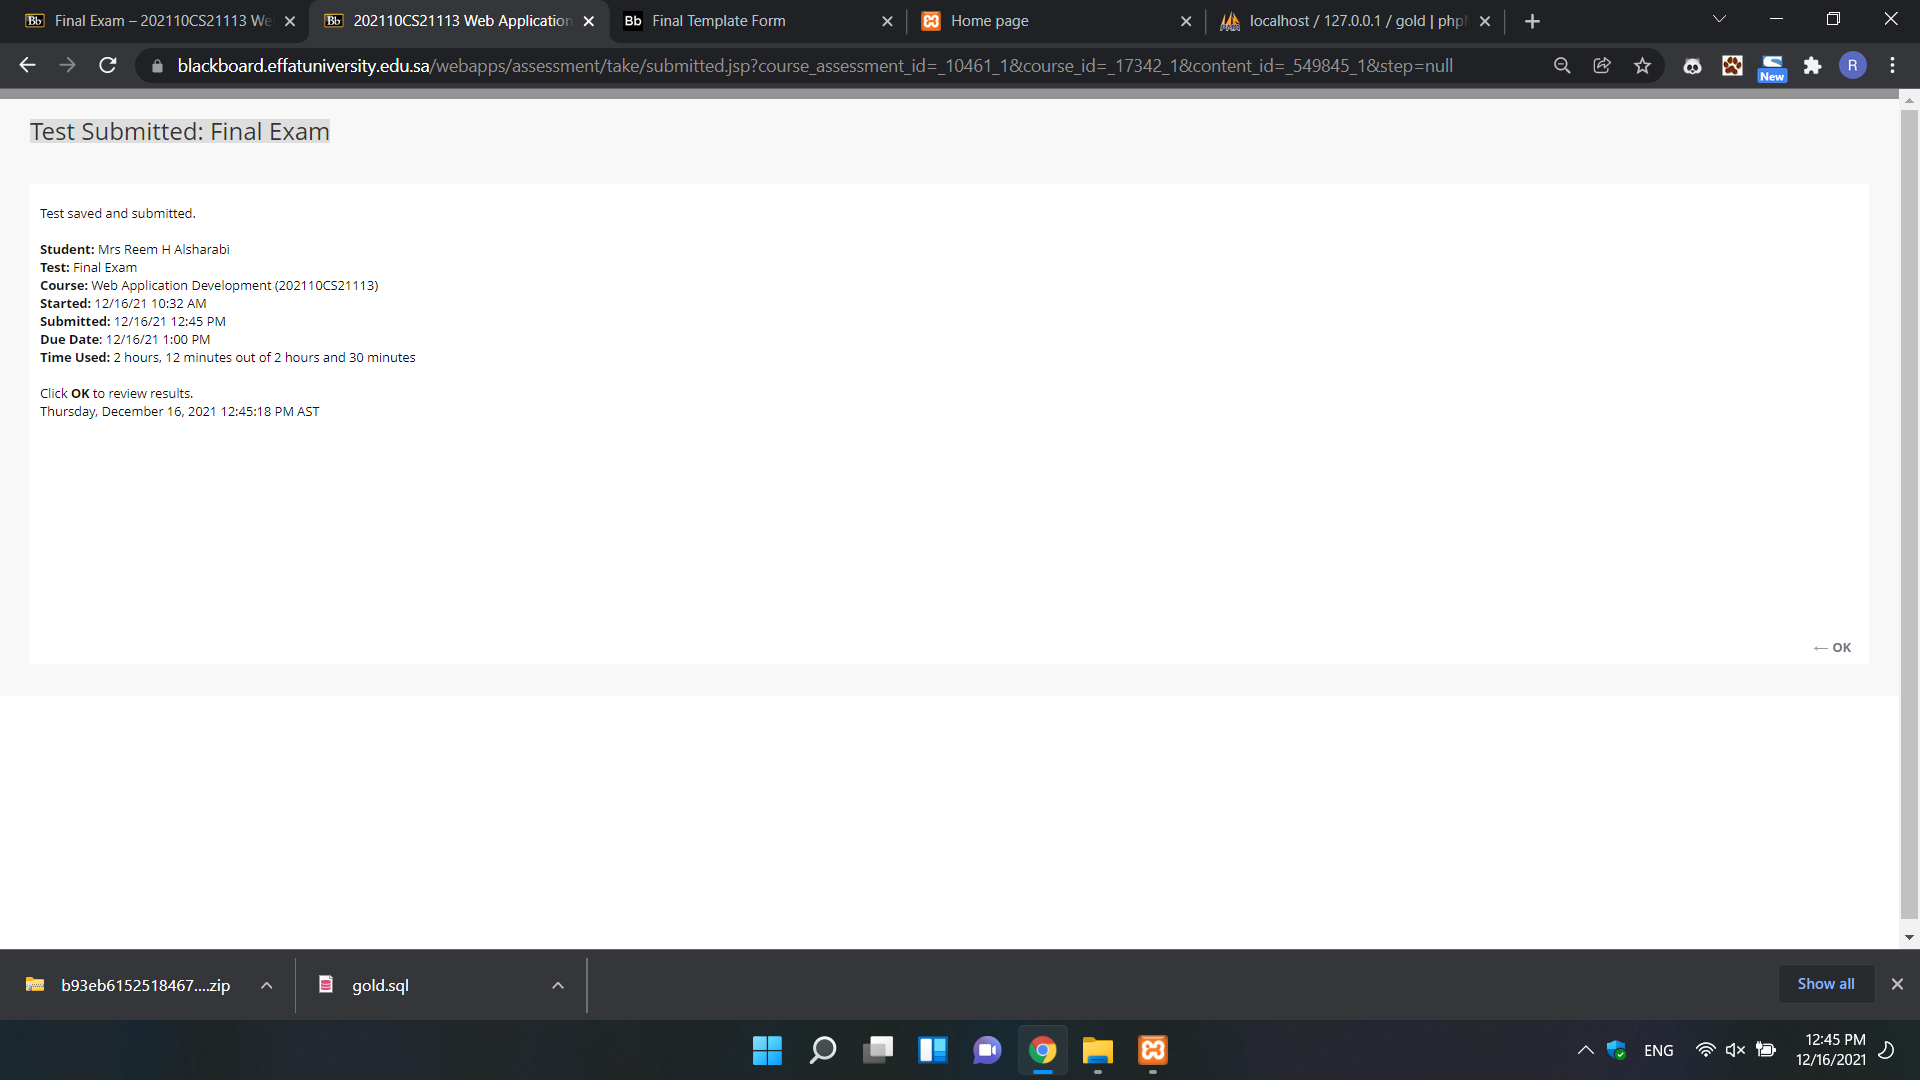 Final Exam – 202110CS21113 We
202110CS21113 Web Application
Final Template Form
Home page
localhost / 127.0.0.1 / gold | php
blackboard.effatuniversity.edu.sa/webapps/assessment/take/submitted.jsp?course_assessment_id=_10461_1&course_id=_17342_1&content_id=_549845_1&step=null
New
R
Test Submitted: Final Exam
Test saved and submitted.
Student: Mrs Reem H Alsharabi
Test: Final Exam
Course: Web Application Development (202110CS21113)
Started: 12/16/21 10:32 AM
Submitted: 12/16/21 12:45 PM
Due Date: 12/16/21 1:00 PM
Time Used: 2 hours, 12 minutes out of 2 hours and 30 minutes
Click OK to review results.
Thursday, December 16, 2021 12:45:18 PM AST
← OK
b93eb6152518467....zip
gold.sql
Show all
ENG
12:45 PM
12/16/2021